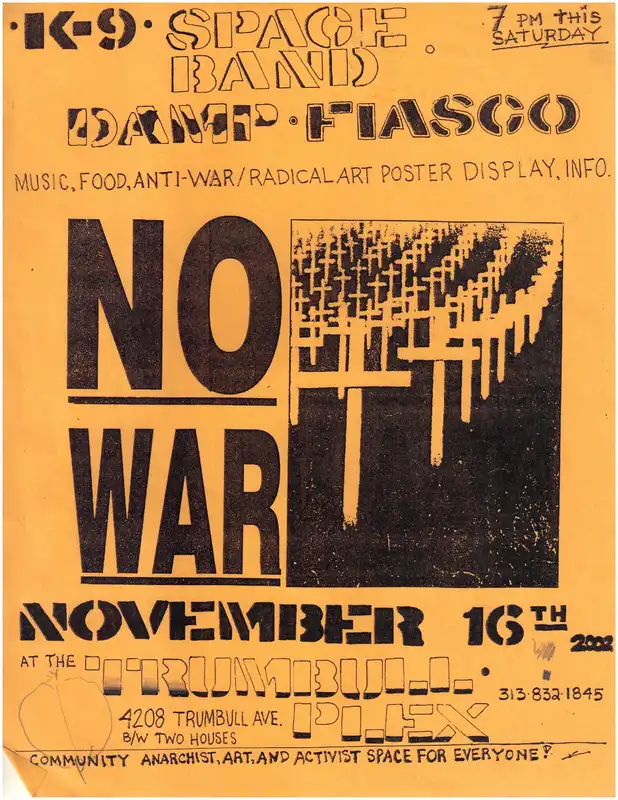 ·K-9· SPACE
BAND
7 PM THIS
SATURDAY
DAMP·FIASCO
MUSIC, FOOD, ANTI-WAR/RADICAL ART POSTER DISPLAY, INFO.
NO
WAR
NOVEMBER 16TH
2002
AT THE TRUMBULL·
PLEX
313·832·1845
4208 TRUMBULL AVE.
B/W TWO HOUSES
COMMUNITY ANARCHIST, ART, AND ACTIVIST SPACE FOR EVERYONE!